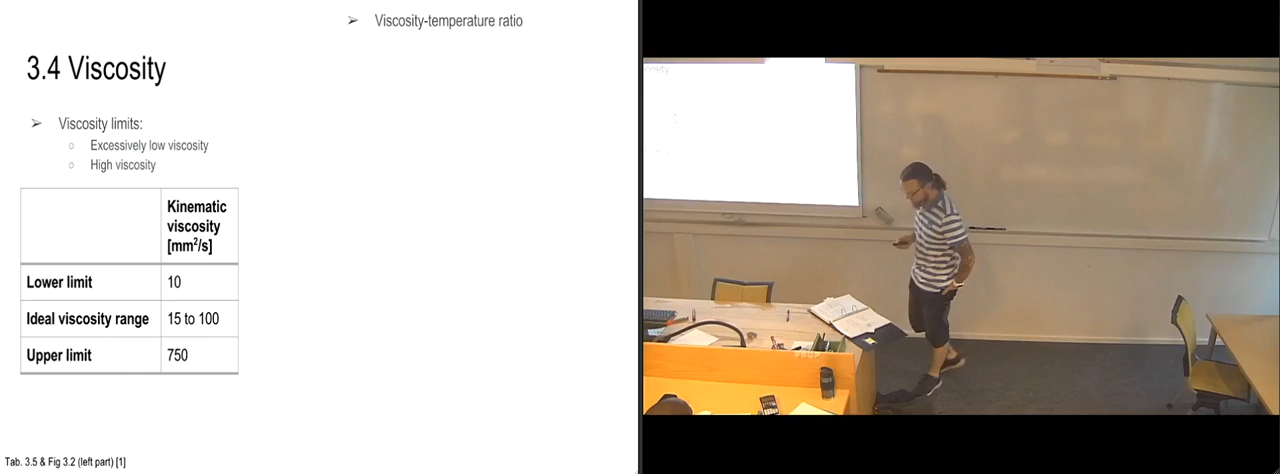 ➢ Viscosity-temperature ratio
3.4 Viscosity
➢ Viscosity limits:
○ Excessively low viscosity
○ High viscosity
Kinematic
viscosity
[mm²/s]
Lower limit 10
Ideal viscosity range 15 to 100
Upper limit 750
Tab. 3.5 & Fig 3.2 (left part) [1]